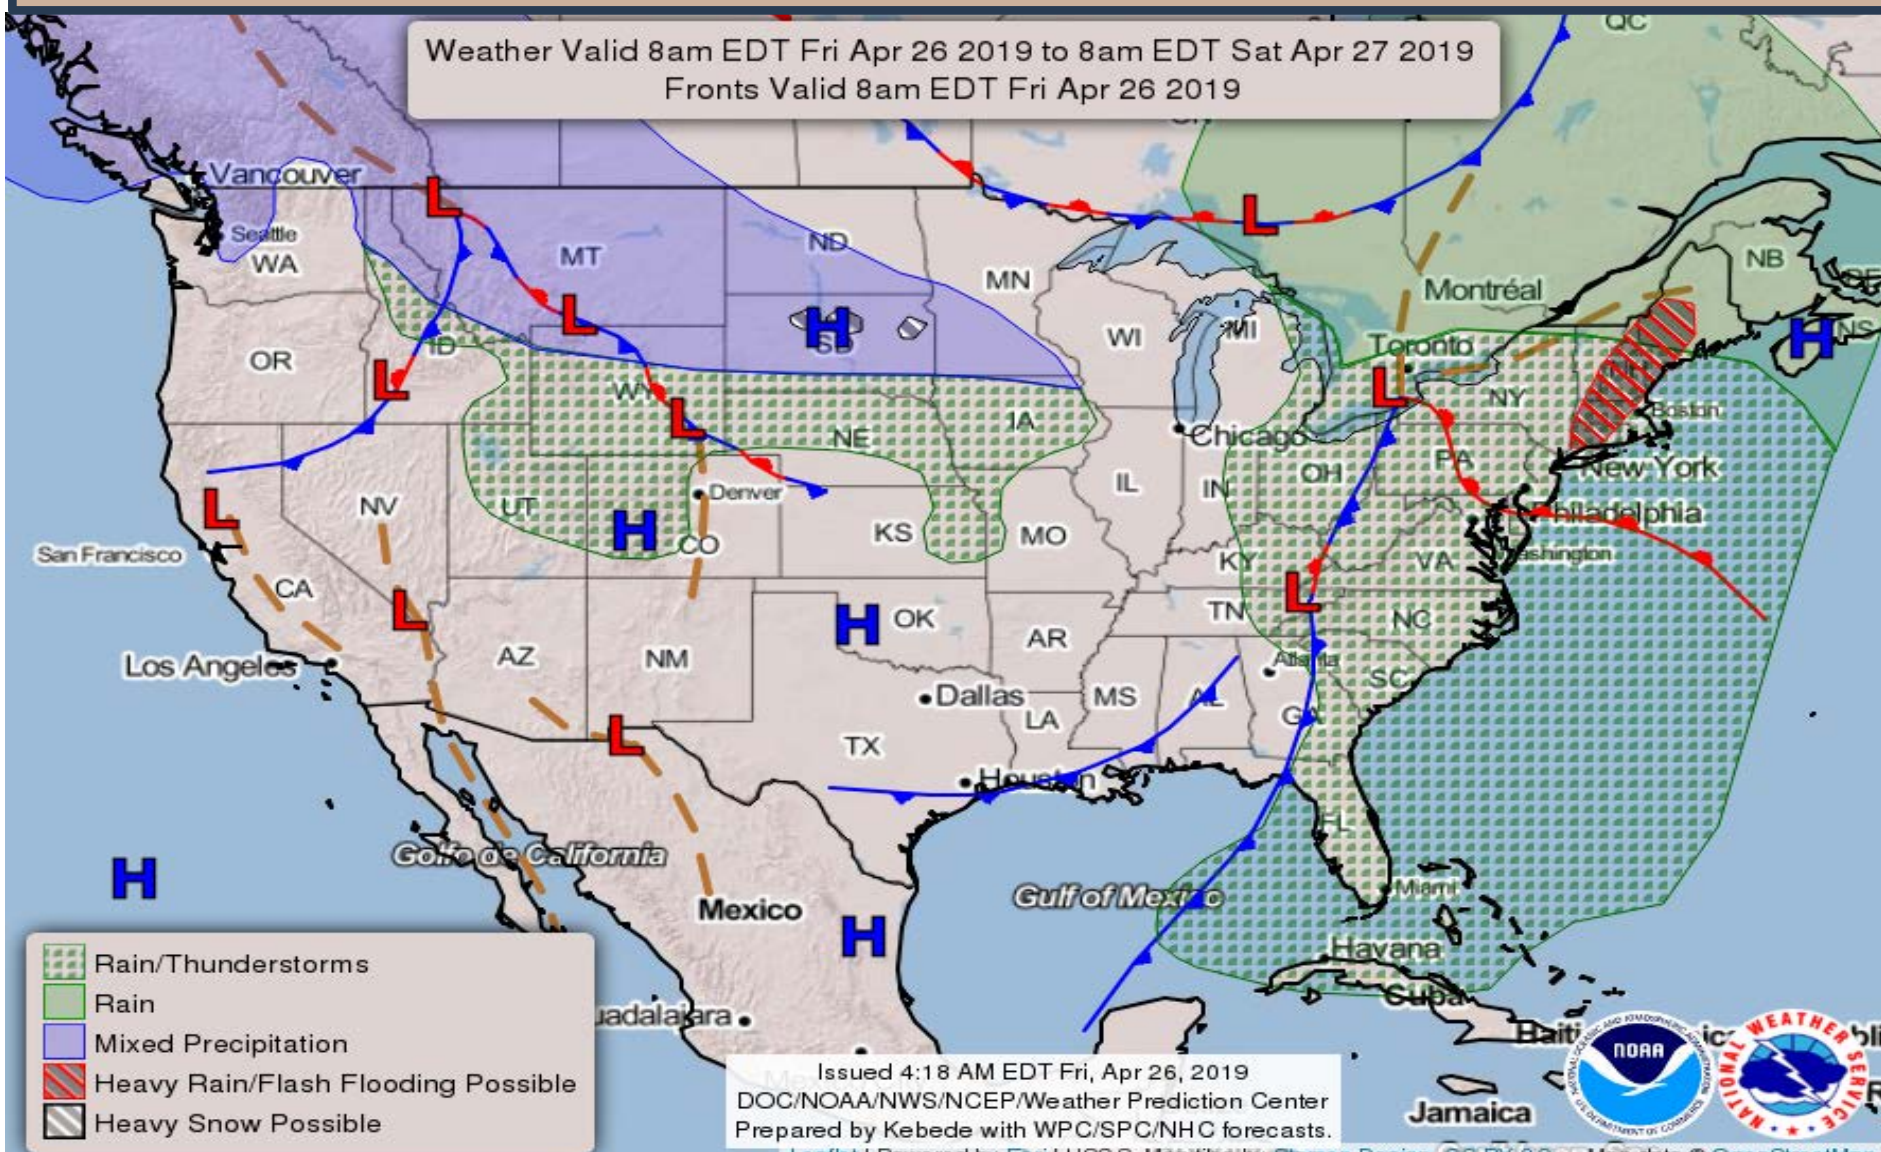 Weather Valid 8am EDT Fri Apr 26 2019 to 8am EDT Sat Apr 27 2019
Fronts Valid 8am EDT Fri Apr 26 2019
QC
Vancouver
Seattle
WA
MT
ND
MN
Montréal
NB
NS
OR
ID
SD
WI
MI
Toronto
WY
NY
Boston
NE
IA
Chicago
PA
New York
NV
UT
Denver
IL
IN
OH
Philadelphia
San Francisco
CO
KS
MO
KY
VA
CA
OK
TN
NC
Los Angeles
AZ
NM
AR
Atlanta
SC
Dallas
MS
AL
GA
LA
TX
Houston
FL
Golfo de California
Miami
Gulf of Mexico
Mexico
Havana
Cuba
L
L
L
L
L
L
L
L
L
L
H
H
H
H
H
H
Rain/Thunderstorms
Rain
Mixed Precipitation
Heavy Rain/Flash Flooding Possible
Heavy Snow Possible
uadalajara
Haiti
Jamaica
Issued 4:18 AM EDT Fri, Apr 26, 2019
DOC/NOAA/NWS/NCEP/Weather Prediction Center
Prepared by Kebede with WPC/SPC/NHC forecasts.
NOAA
NATIONAL WEATHER SERVICE